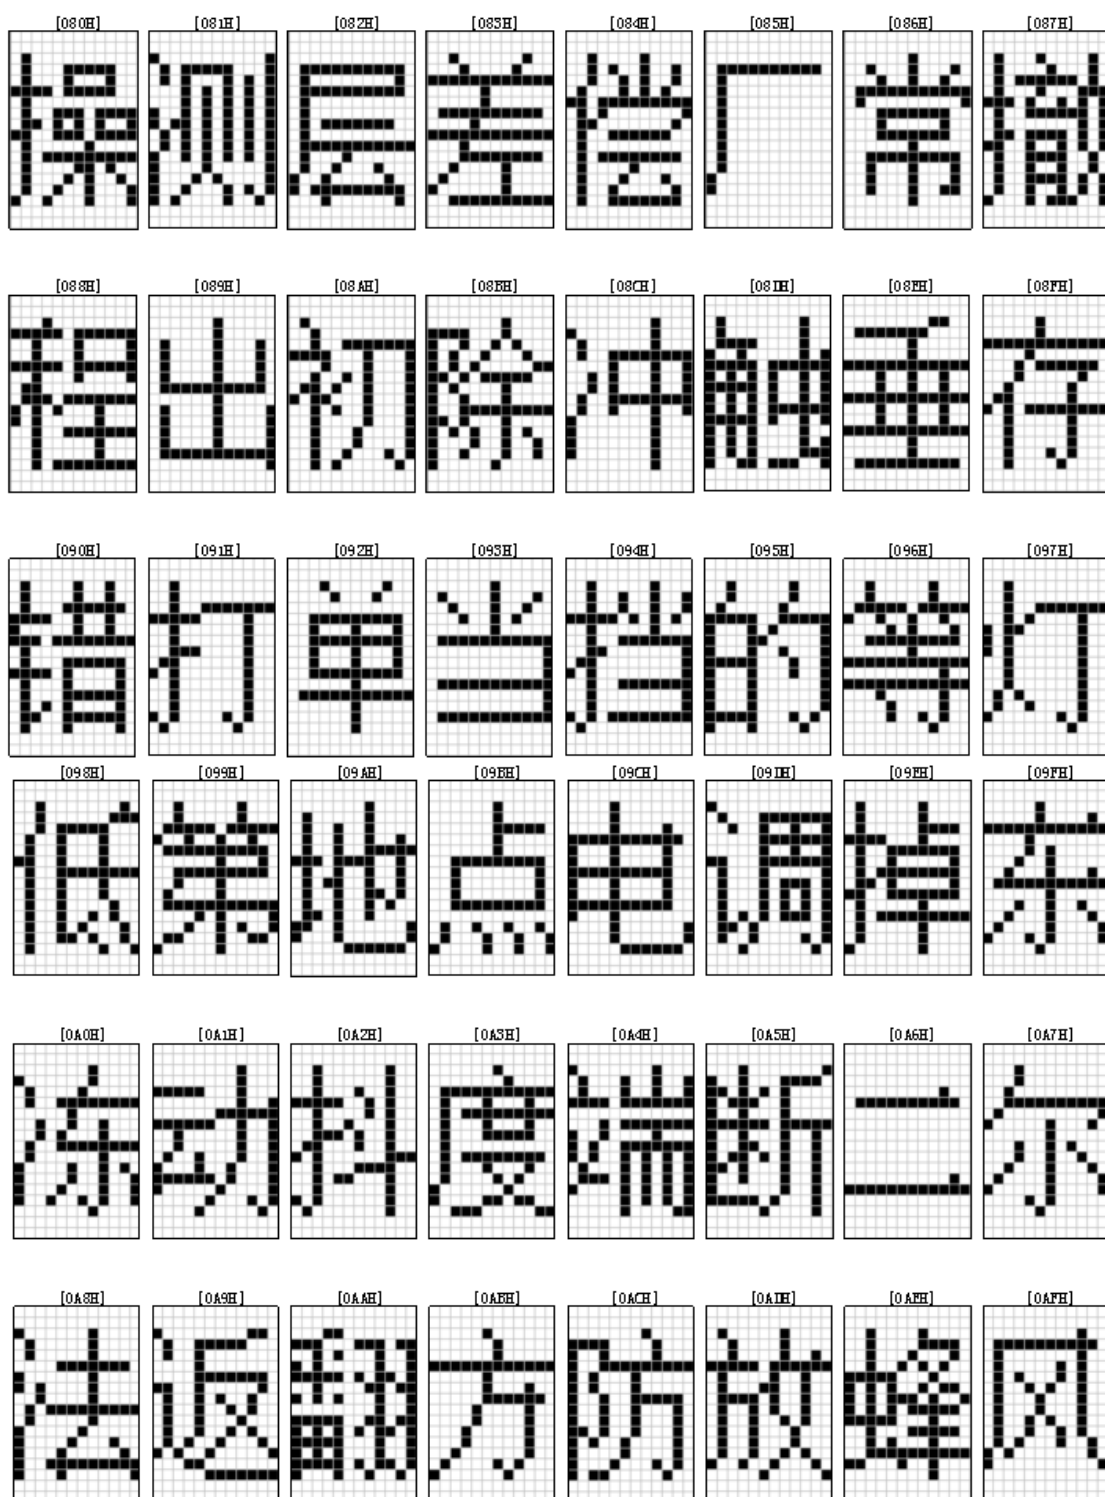 [080H] [081H] [082H] [083H] [084H] [085H] [086H] [087H]
操 测 层 差 偿 厂 常 撤
[088H] [089H] [08AH] [08BH] [08CH] [08DH] [08EH] [08FH]
程 出 初 除 冲 触 垂 存
[090H] [091H] [092H] [093H] [094H] [095H] [096H] [097H]
错 打 单 当 挡 的 等 灯
[098H] [099H] [09AH] [09BH] [09CH] [09DH] [09EH] [09FH]
低 第 地 点 电 调 掉 东
[0A0H] [0A1H] [0A2H] [0A3H] [0A4H] [0A5H] [0A6H] [0A7H]
冻 动 抖 度 端 断 二 尔
[0A8H] [0A9H] [0AAH] [0ABH] [0ACH] [0ADH] [0AEH] [0AFH]
法 返 翻 方 防 放 蜂 风